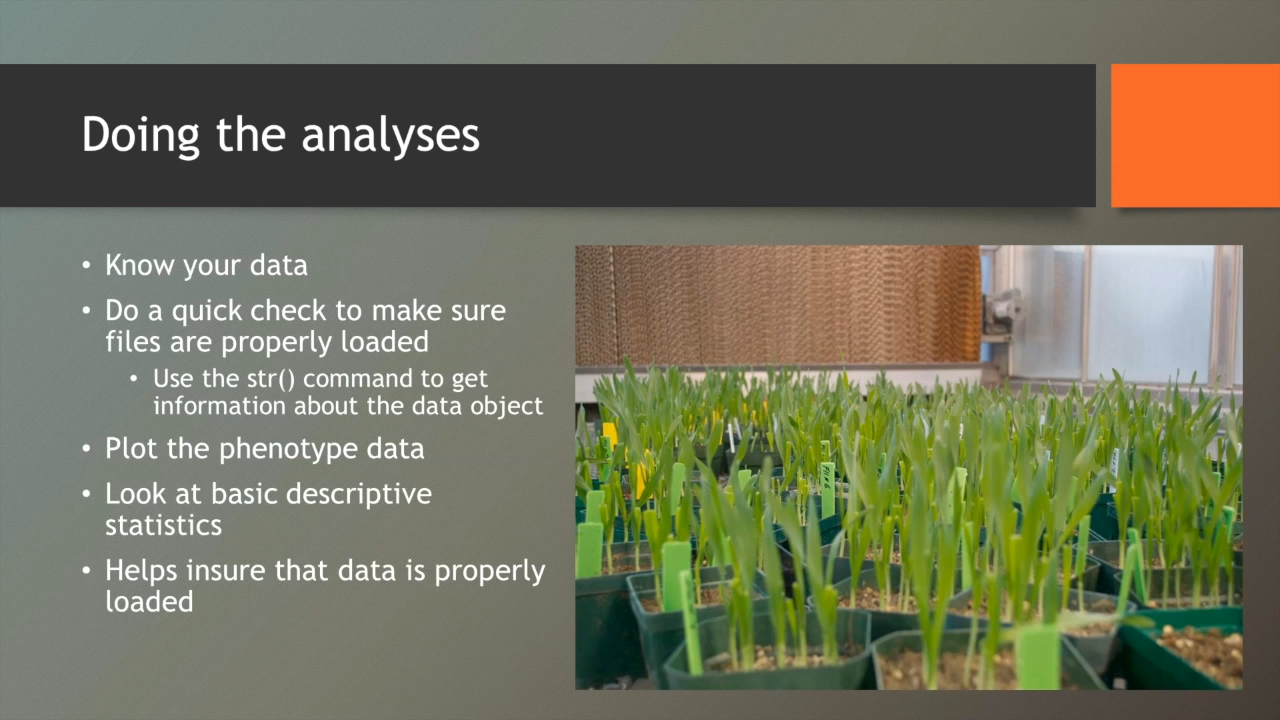 Doing the analyses
• Know your data
• Do a quick check to make sure
files are properly loaded
• Use the str() command to get
information about the data object
• Plot the phenotype data
• Look at basic descriptive
statistics
• Helps insure that data is properly
loaded